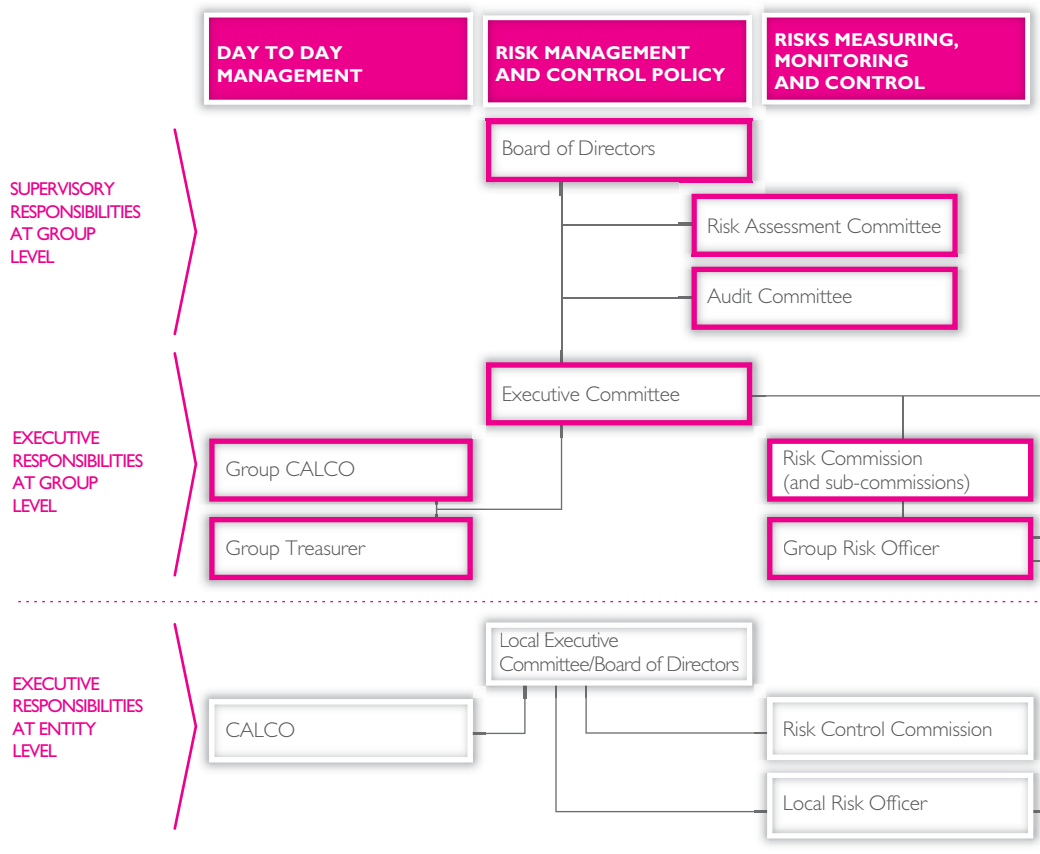 DAY TO DAY
MANAGEMENT
RISK MANAGEMENT
AND CONTROL POLICY
RISKS MEASURING,
MONITORING
AND CONTROL
SUPERVISORY
RESPONSIBILITIES
AT GROUP
LEVEL
Board of Directors
Risk Assessment Committee
Audit Committee
EXECUTIVE
RESPONSIBILITIES
AT GROUP
LEVEL
Executive Committee
Group CALCO
Risk Commission
(and sub-commissions)
Group Treasurer
Group Risk Officer
EXECUTIVE
RESPONSIBILITIES
AT ENTITY
LEVEL
Local Executive
Committee/Board of Directors
CALCO
Risk Control Commission
Local Risk Officer